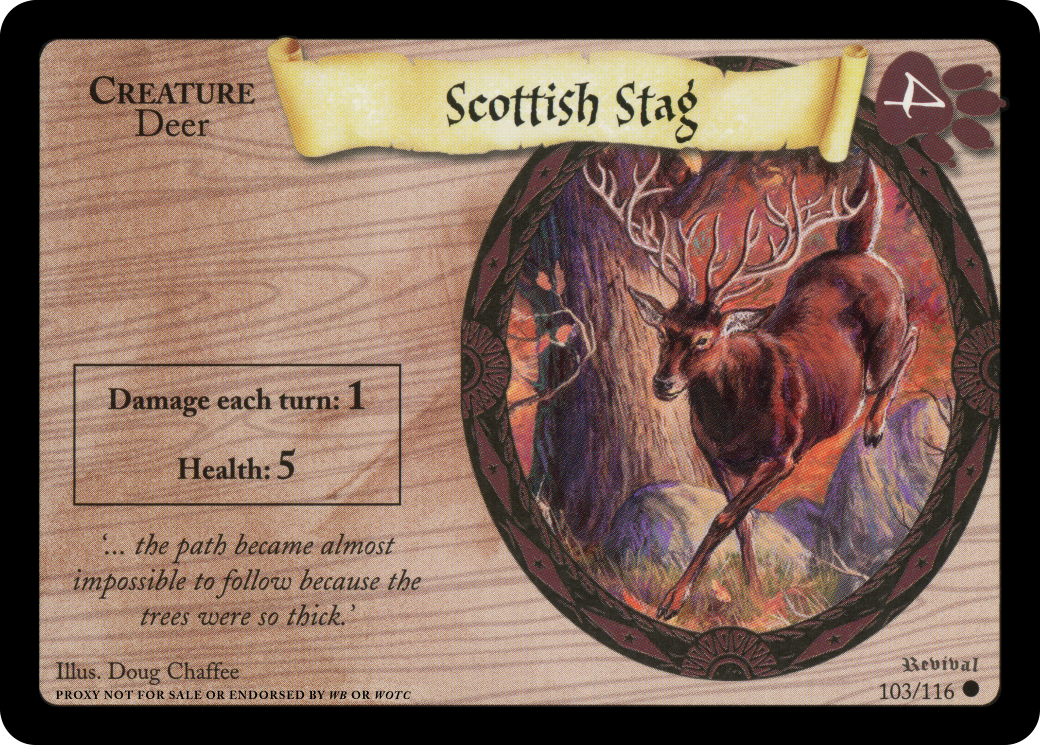 CREATURE
Deer
Scottish Stag
4
Damage each turn: 1
Health: 5
‘... the path became almost
impossible to follow because the
trees were so thick.’
Illus. Doug Chaffee
PROXY NOT FOR SALE OR ENDORSED BY WB OR WOTC
Revival
103/116